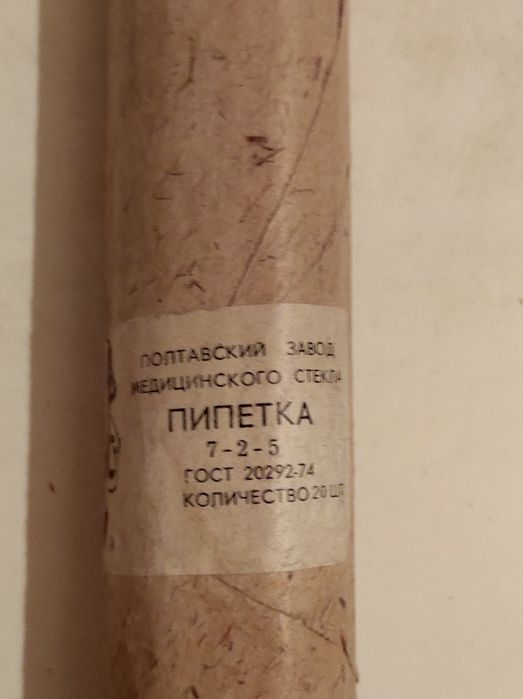 ПОЛТАВСКИЙ ЗАВОД
МЕДИЦИНСКОГО СТЕКЛА
ПИПЕТКА
7-2-5
ГОСТ 20292-74
КОЛИЧЕСТВО 20 ШТ